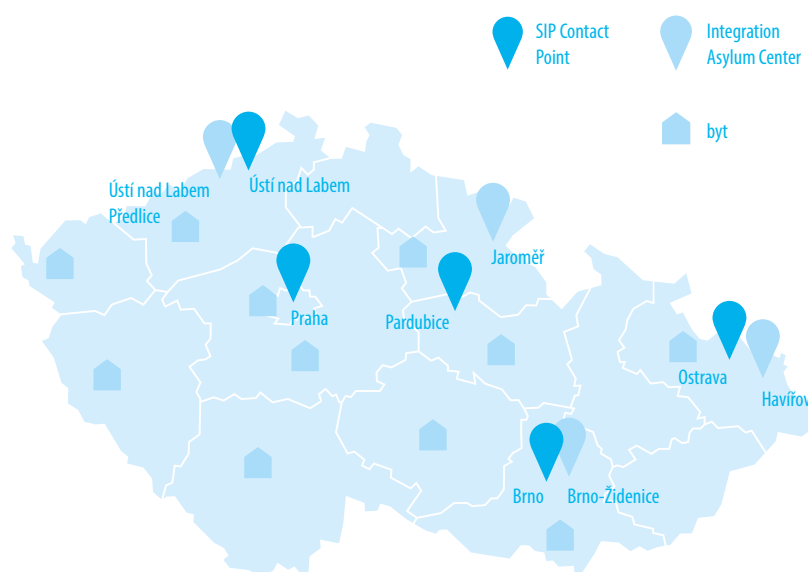 SIP Contact
Point
Integration
Asylum Center
byt
Ústí nad Labem
Předlice
Ústí nad Labem
Jaroměř
Praha
Pardubice
Ostrava
Havířov
Brno
Brno-Židenice